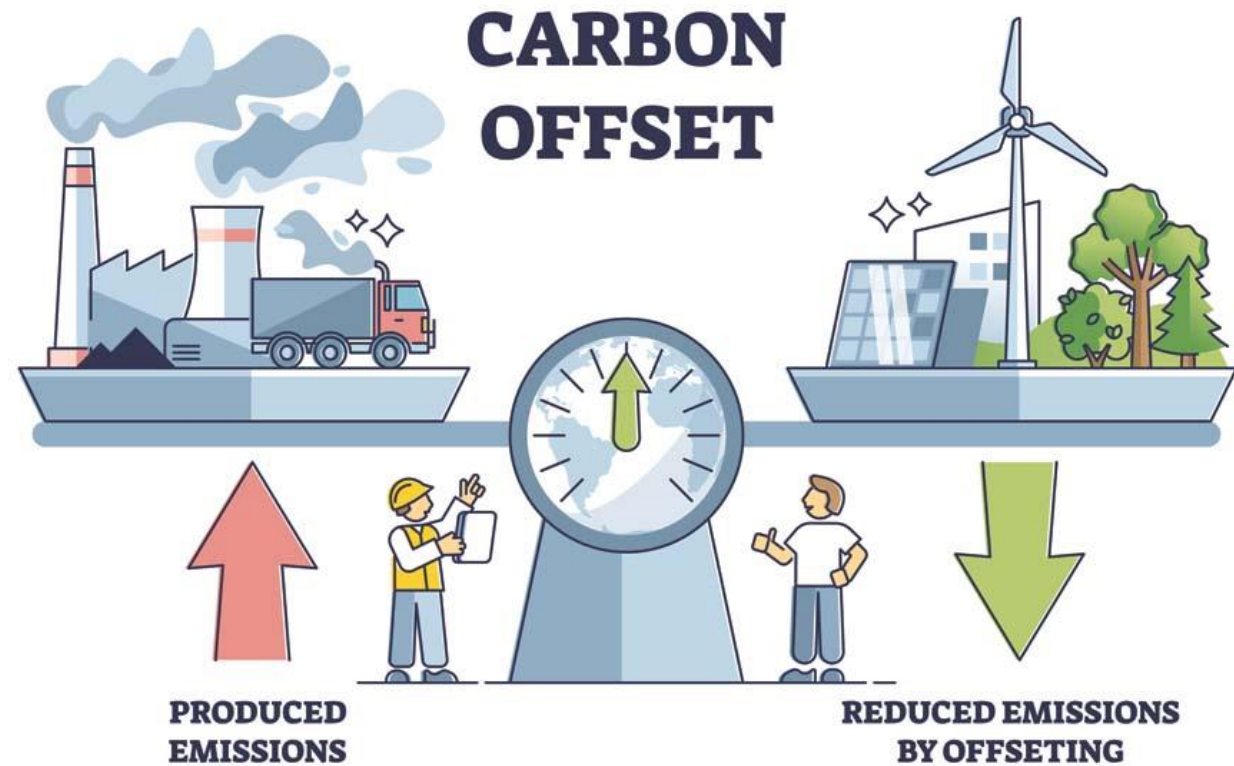 CARBON
OFFSET
PRODUCED
EMISSIONS
REDUCED EMISSIONS
BY OFFSETING